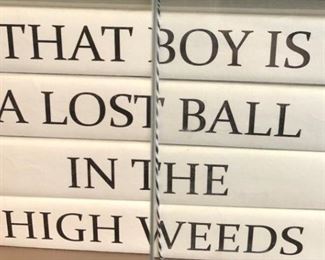 THAT BOY IS
A LOST BALL
IN THE
HIGH WEEDS